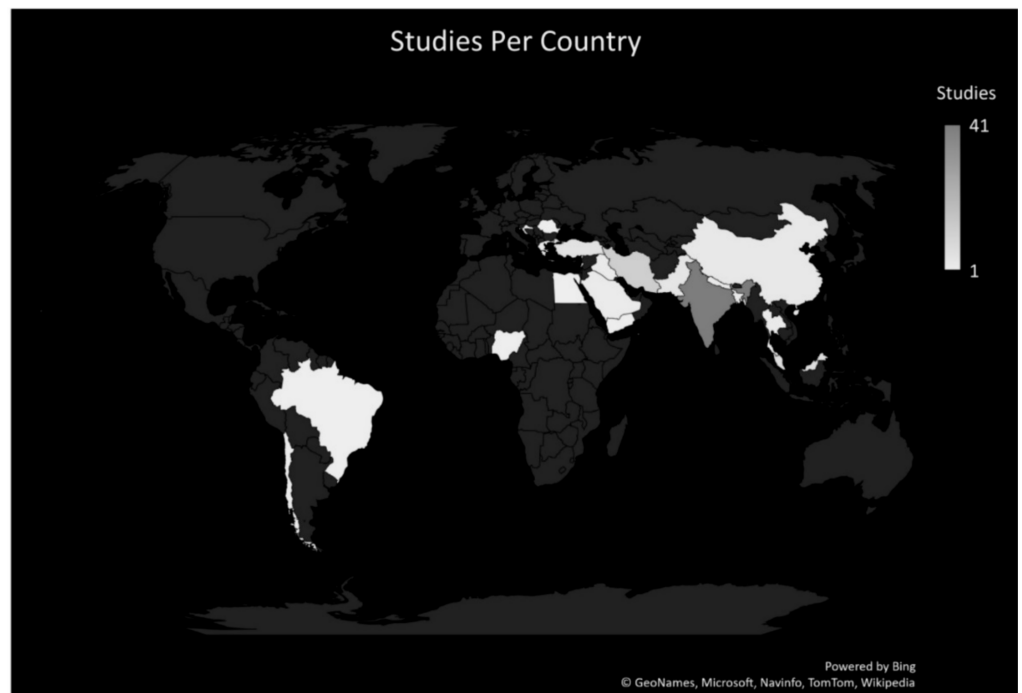 Studies Per Country
Studies
41
1
Powered by Bing
© GeoNames, Microsoft, Navinfo, TomTom, Wikipedia